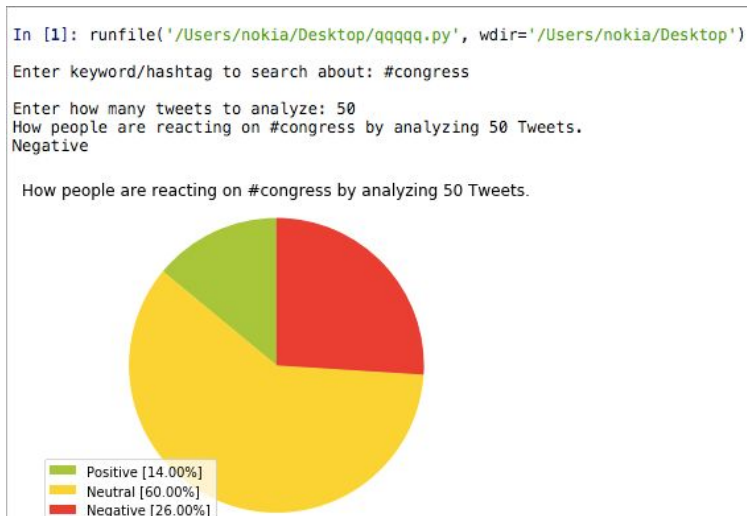 In [1]: runfile('/Users/nokia/Desktop/qqqqq.py', wdir='/Users/nokia/Desktop')
Enter keyword/hashtag to search about: #congress
Enter how many tweets to analyze: 50
How people are reacting on #congress by analyzing 50 Tweets.
Negative
How people are reacting on #congress by analyzing 50 Tweets.
Positive [14.00%]
Neutral [60.00%]
Negative [26.00%]